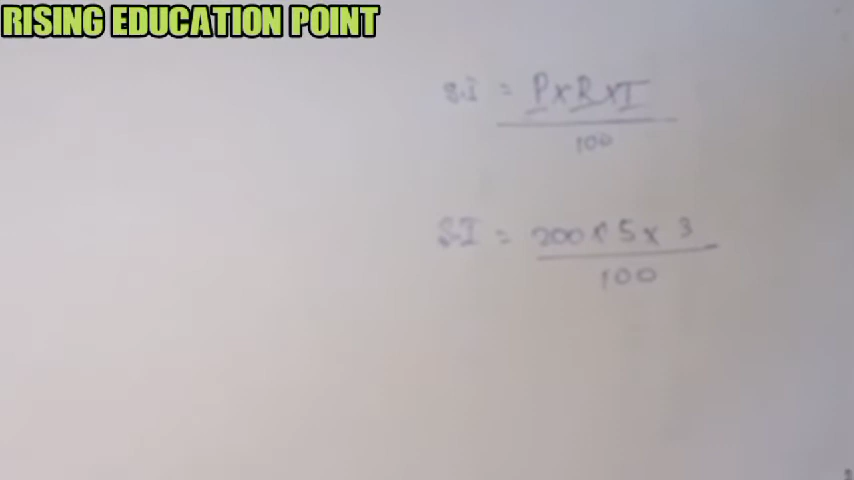 RISING EDUCATION POINT
S.I = P x R x T
100
S.I = 200 x 5 x 3
100